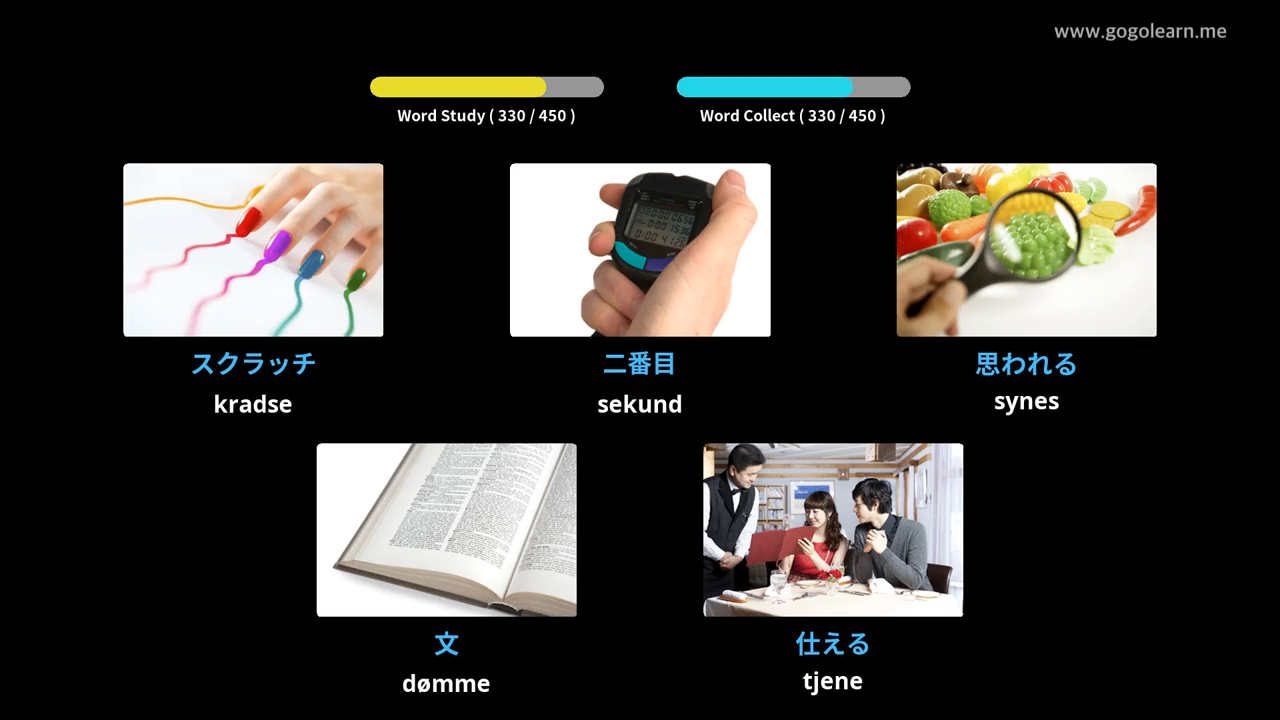 www.gogolearn.me
Word Study ( 330 / 450 )
Word Collect ( 330 / 450 )
スクラッチ
kradse
二番目
sekund
思われる
synes
文
dømme
仕える
tjene